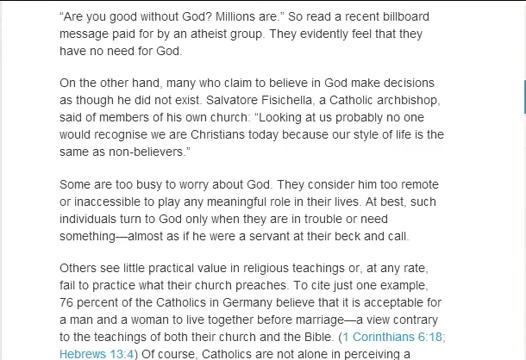 “Are you good without God? Millions are.” So read a recent billboard
message paid for by an atheist group. They evidently feel that they
have no need for God.
On the other hand, many who claim to believe in God make decisions
as though he did not exist. Salvatore Fisichella, a Catholic archbishop,
said of members of his own church: “Looking at us probably no one
would recognise we are Christians today because our style of life is the
same as non-believers.”
Some are too busy to worry about God. They consider him too remote
or inaccessible to play any meaningful role in their lives. At best, such
individuals turn to God only when they are in trouble or need
something—almost as if he were a servant at their beck and call.
Others see little practical value in religious teachings or, at any rate,
fail to practice what their church preaches. To cite just one example,
76 percent of the Catholics in Germany believe that it is acceptable for
a man and a woman to live together before marriage—a view contrary
to the teachings of both their church and the Bible. (1 Corinthians 6:18;
Hebrews 13:4) Of course, Catholics are not alone in perceiving a